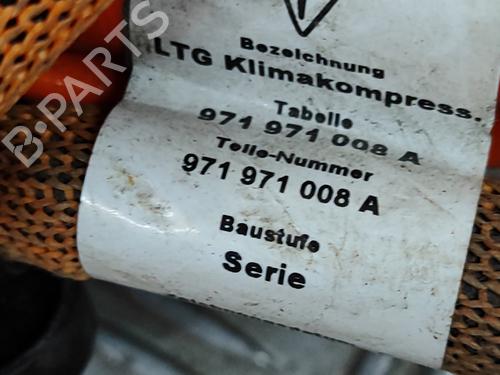 B-PARTS
Bezeichnung
LTG Klimakompress.
Tabelle
971 971 008 A
Teile-Nummer
971 971 008 A
Baustufe
Serie